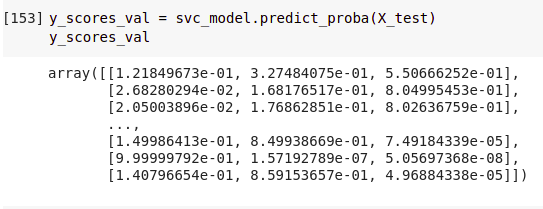 [153] y_scores_val = svc_model.predict_proba(X_test)
y_scores_val
array([[1.21849673e-01, 3.27484075e-01, 5.50666252e-01],
[2.68280294e-02, 1.68176517e-01, 8.04995453e-01],
[2.05003896e-02, 1.76862851e-01, 8.02636759e-01],
...,
[1.49986413e-01, 8.49938669e-01, 7.49184339e-05],
[9.99999792e-01, 1.57192789e-07, 5.05697368e-08],
[1.40796654e-01, 8.59153657e-01, 4.96884338e-05]])